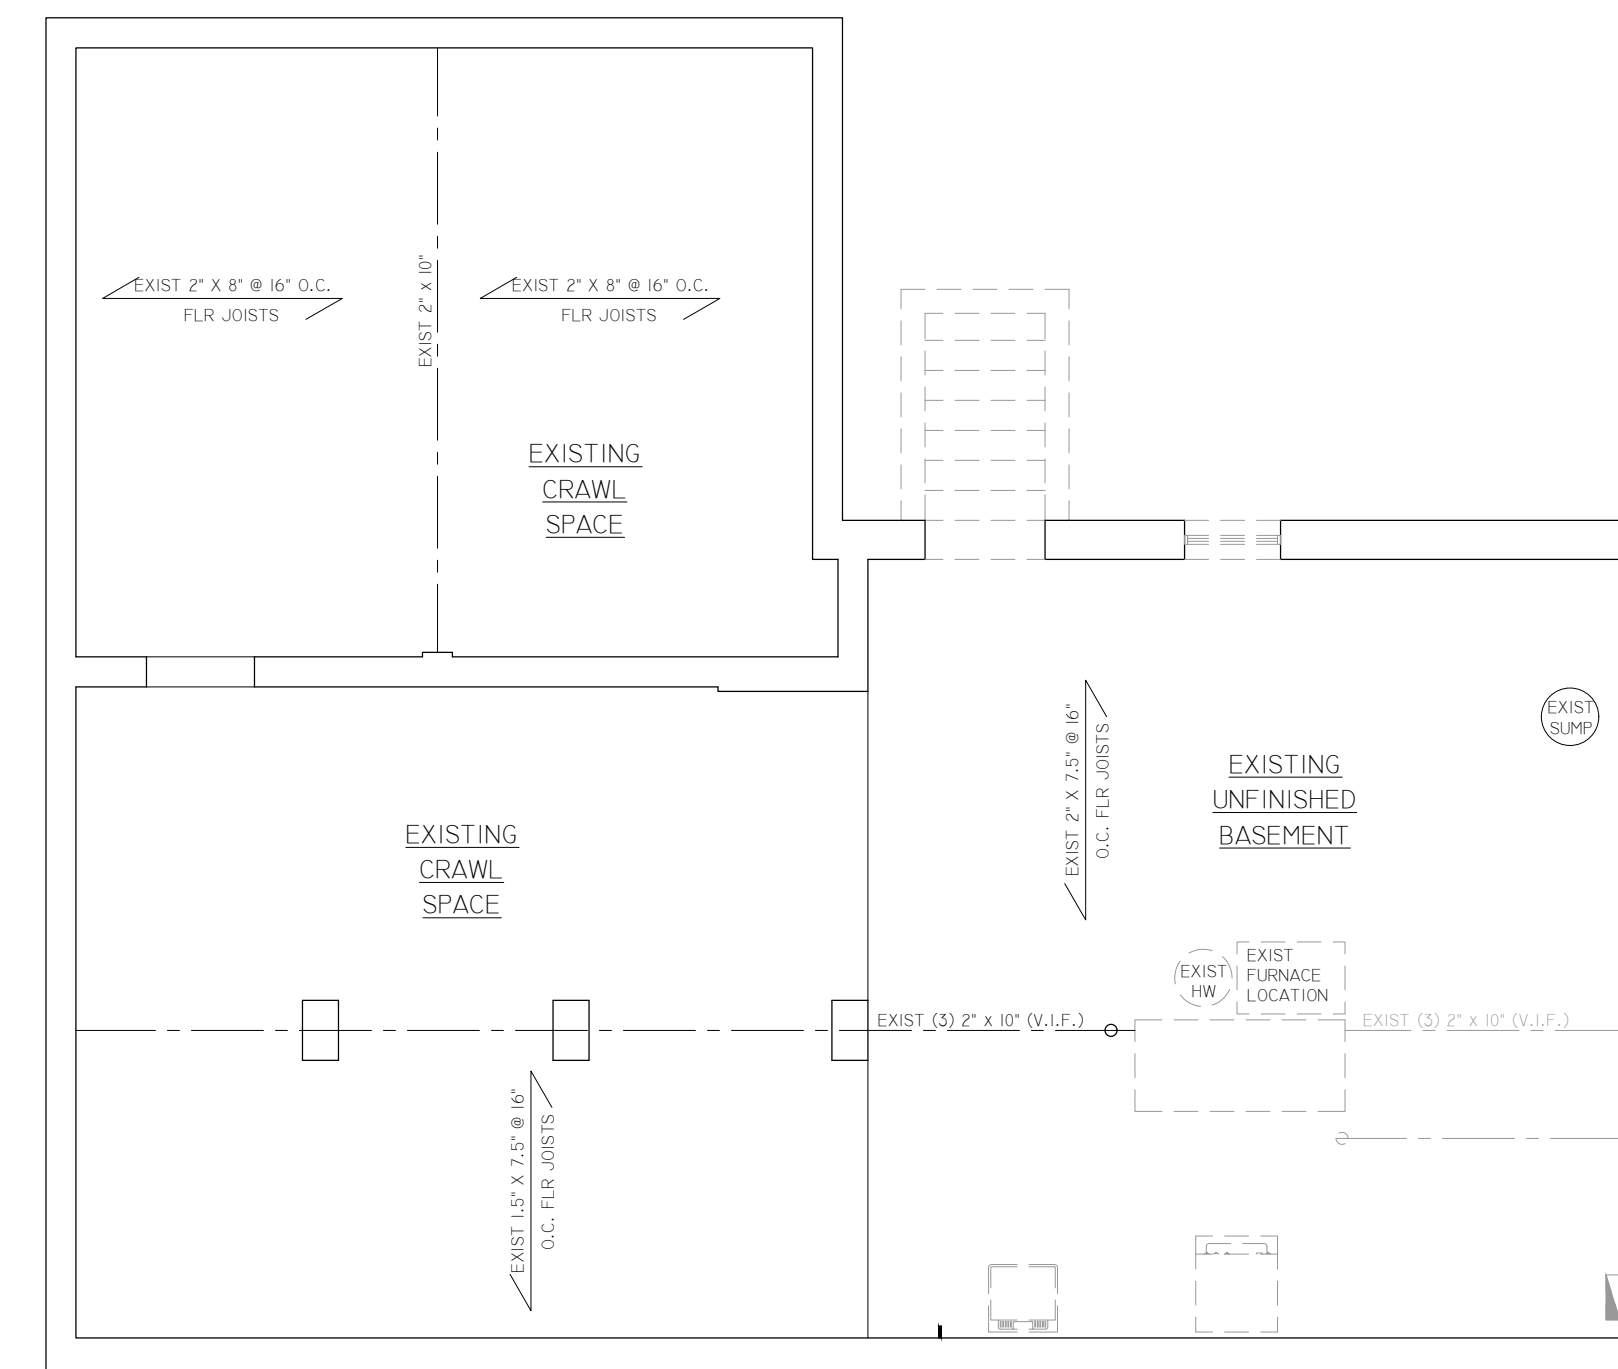 EXIST 2" X 8" @ 16" O.C.
FLR JOISTS
EXIST 2" x 10"
EXIST 2" X 8" @ 16" O.C.
FLR JOISTS
EXISTING
CRAWL
SPACE
EXIST 2" X 7.5" @ 16"
O.C. FLR JOISTS
EXIST
SUMP
EXISTING
UNFINISHED
BASEMENT
EXISTING
CRAWL
SPACE
EXIST
HW
EXIST
FURNACE
LOCATION
EXIST (3) 2" x 10" (V.I.F.)
EXIST (3) 2" x 10" (V.I.F.)
EXIST 1.5" X 7.5" @ 16"
O.C. FLR JOISTS